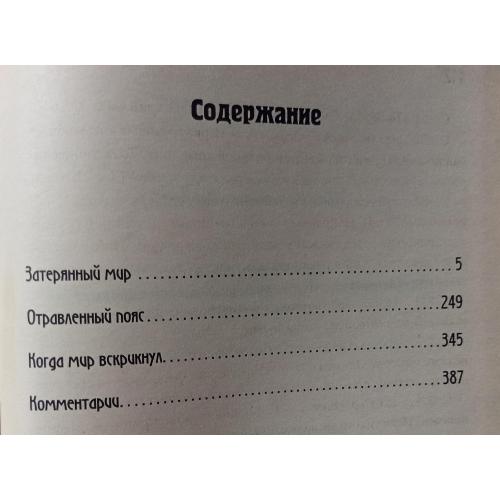 Содержание
Затерянный мир ........................................ 5
Отравленный пояс ........................................ 249
Когда мир вскрикнул ........................................ 345
Комментарии ........................................ 387